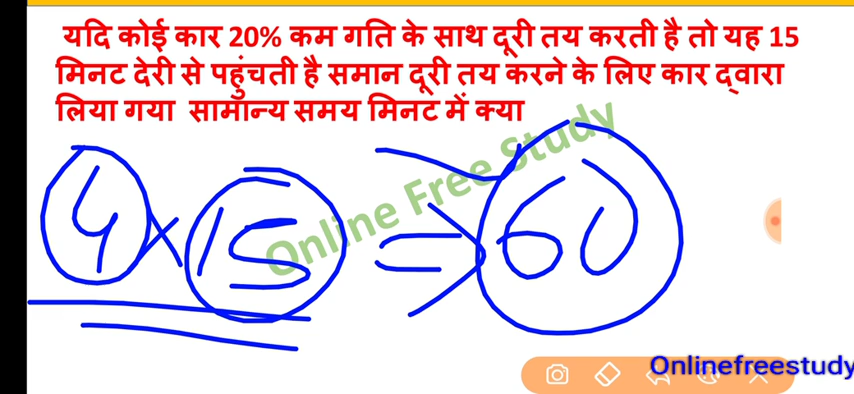 यदि कोई कार 20% कम गति के साथ दूरी तय करती है तो यह 15
मिनट देरी से पहुंचती है समान दूरी तय करने के लिए कार द्वारा
लिया गया सामान्य समय मिनट में क्या
Online Free Study
4 × 15 => 60
Onlinefreestudy